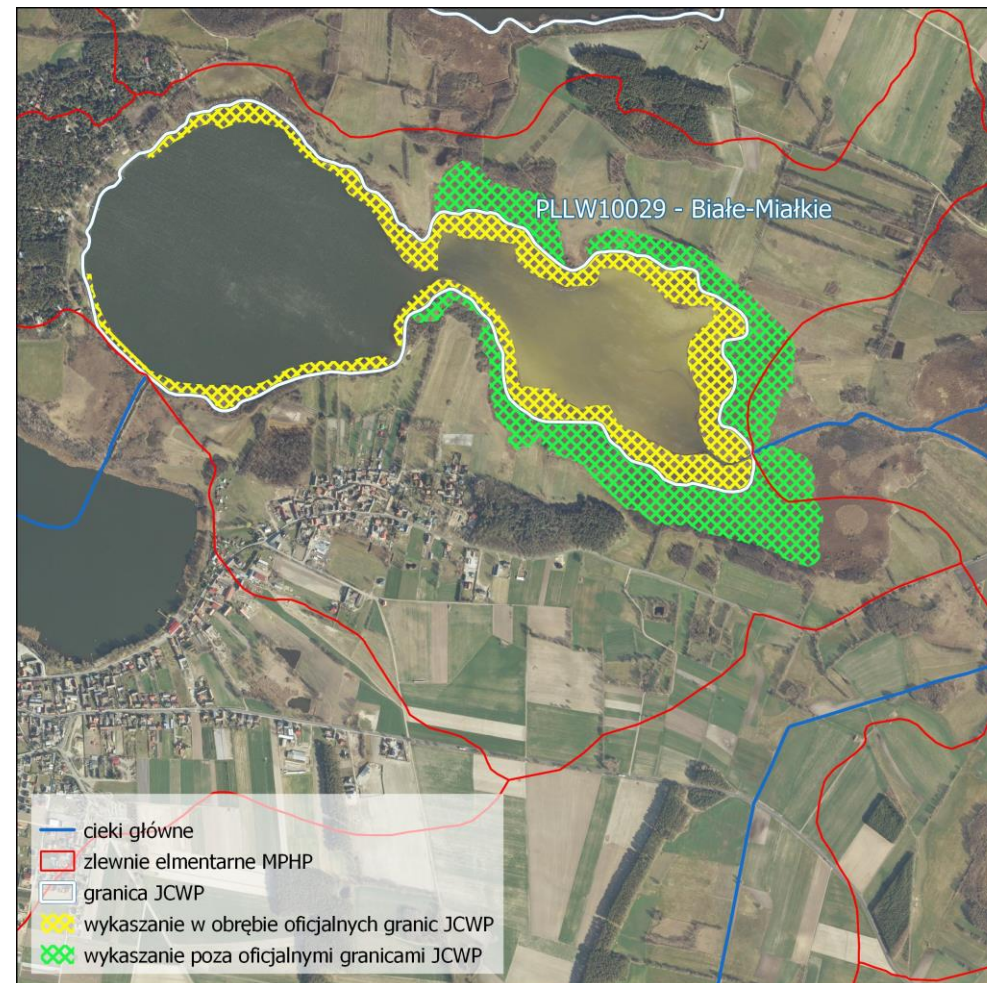 PLLW10029 - Białe-Miałkie
cieki główne
zlewnie elmentarne MPHP
granica JCWP
wykaszanie w obrębie oficjalnych granic JCWP
wykaszanie poza oficjalnymi granicami JCWP